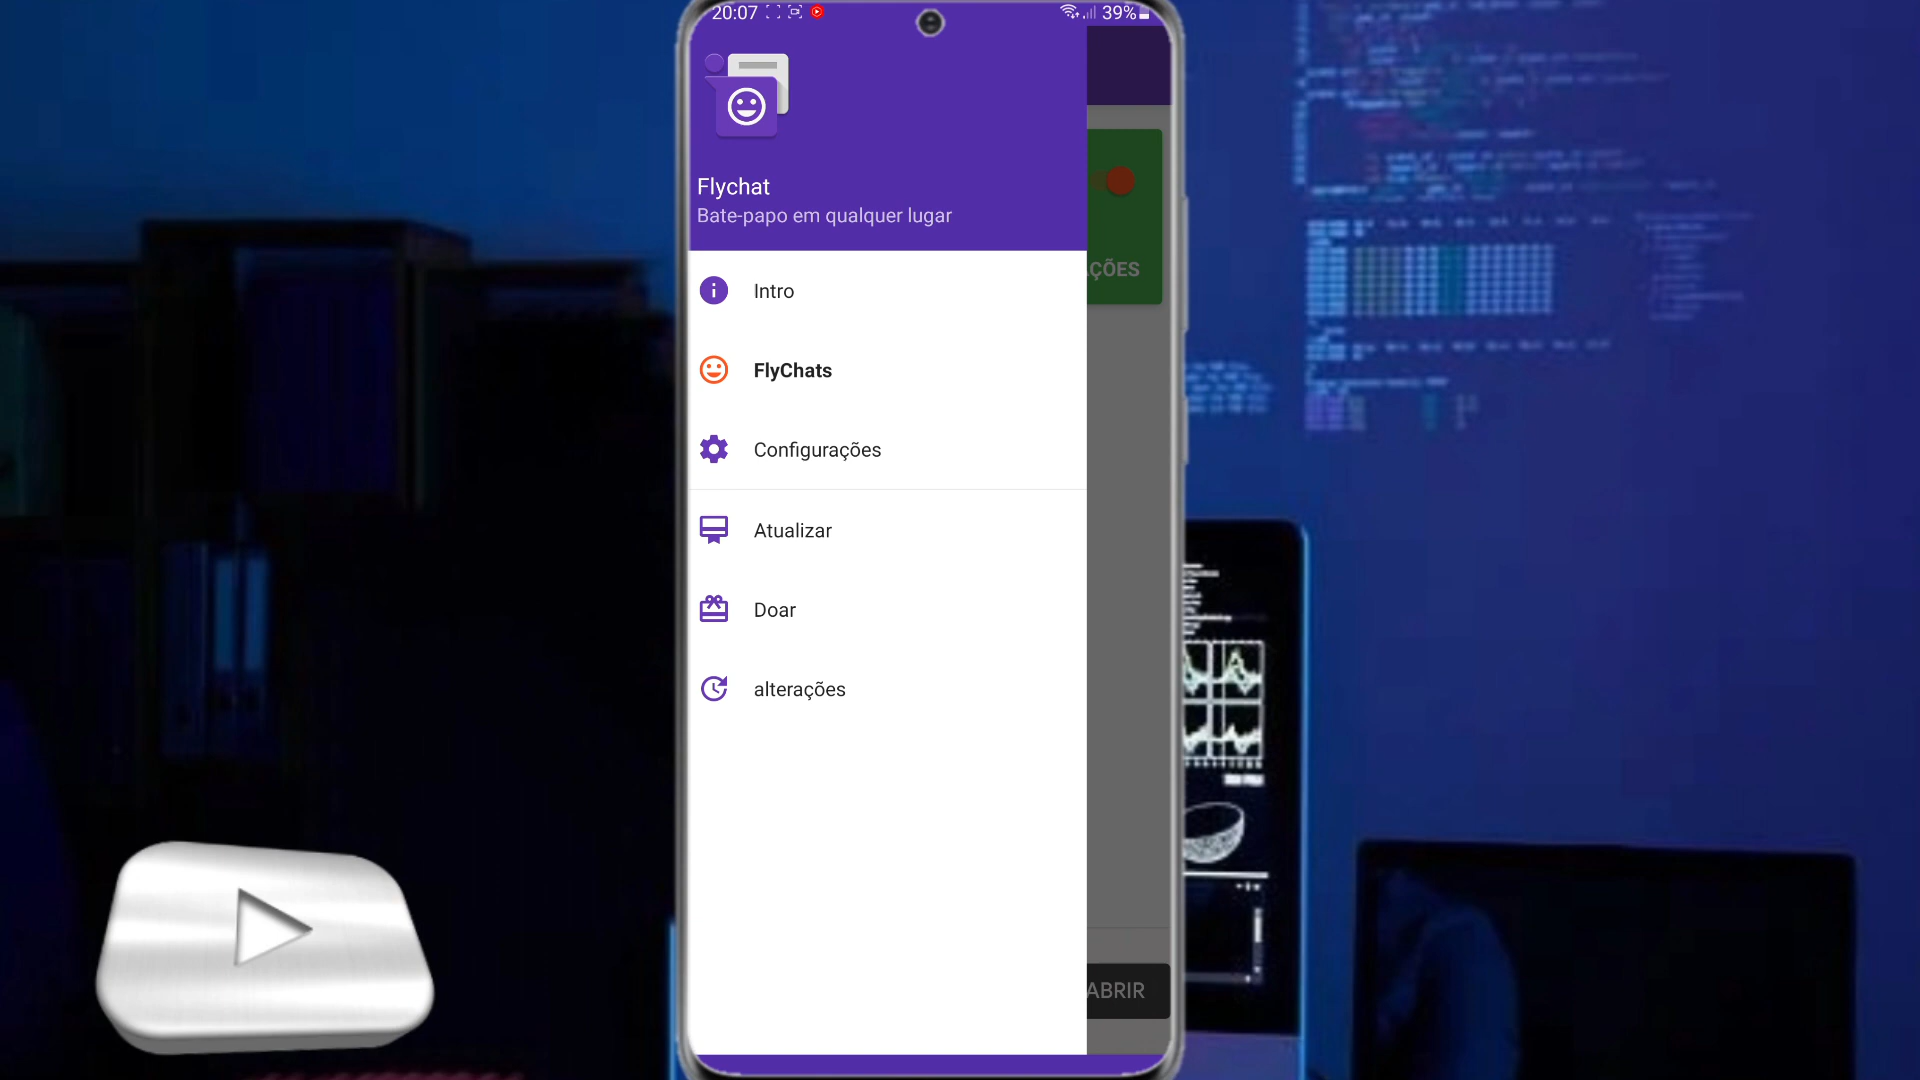 20:07
39%
Flychat
Bate-papo em qualquer lugar
Intro
FlyChats
Configurações
Atualizar
Doar
alterações
ÇÕES
ABRIR